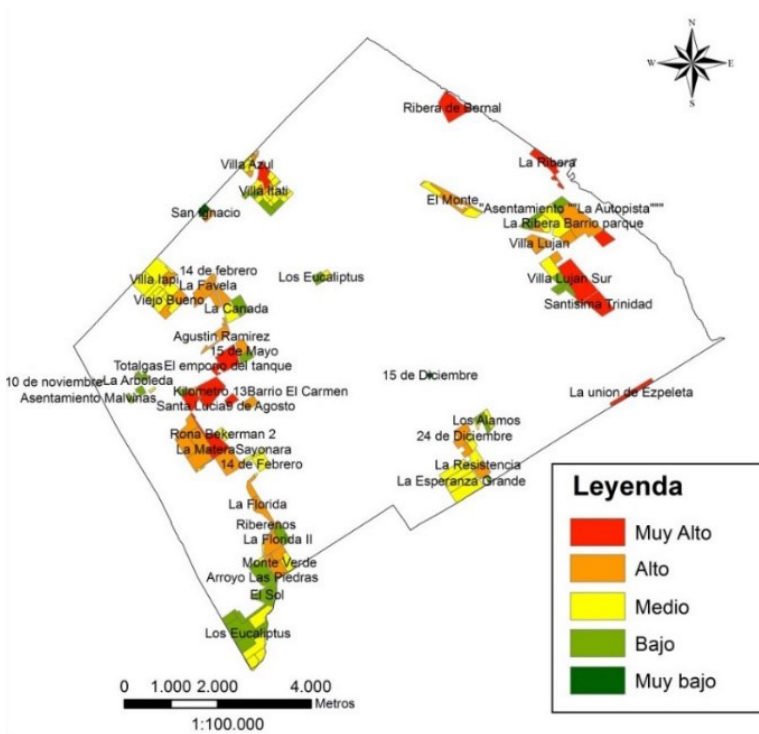 N
W
E
S
Ribera de Bernal
La Ribera
Villa Azul
Villa Itati
El Monte
San Ignacio
"Asentamiento ""La Autopista"""
La Ribera Barrio parque
Villa Lujan
14 de febrero
Villa Iapi
La Favela
Los Eucaliptus
Villa Lujan Sur
Viejo Bueno
La Canada
Santisima Trinidad
Agustin Ramirez
15 de Mayo
Totalgas
El emporio del tanque
15 de Diciembre
10 de noviembre
La Arboleda
Kilometro 13
Barrio El Carmen
La union de Ezpeleta
Asentamiento Malvinas
Santa Lucia
9 de Agosto
Los Alamos
Rona Bekerman 2
24 de Diciembre
La Matera
Sayonara
14 de Febrero
La Resistencia
La Esperanza Grande
La Florida
Riberenos
La Florida II
Monte Verde
Arroyo Las Piedras
El Sol
Los Eucaliptus
Leyenda
Muy Alto
Alto
Medio
Bajo
Muy bajo
0 1.000 2.000 4.000
Metros
1:100.000